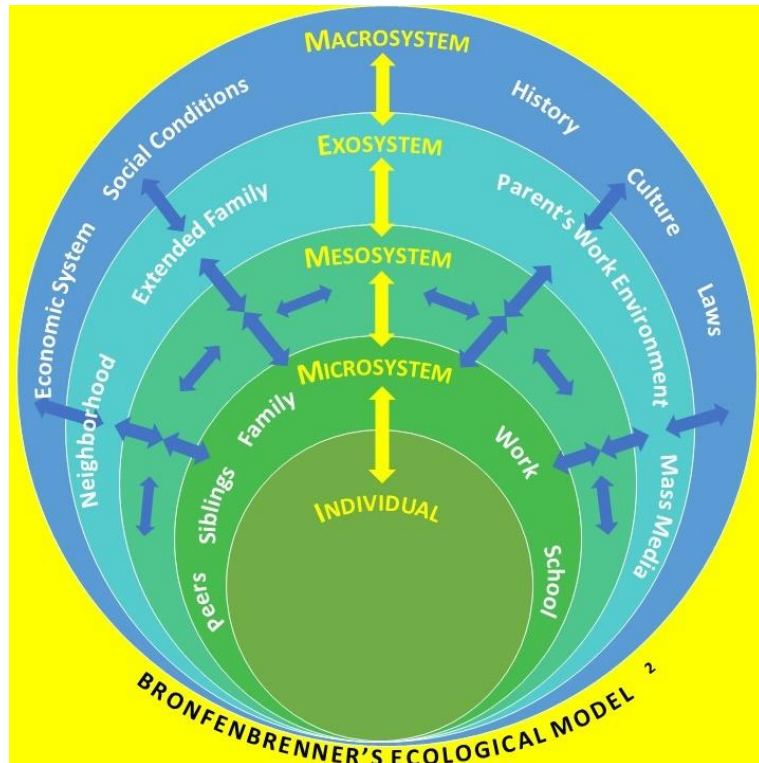 MACROSYSTEM
Social Conditions
History
EXOSYSTEM
Economic System
Extended Family
Parent's Work Environment
Culture
Laws
MESOSYSTEM
Neighborhood
MICROSYSTEM
Family
Work
Mass Media
Siblings
INDIVIDUAL
Peers
School
BRONFENBRENNER'S ECOLOGICAL MODEL 2